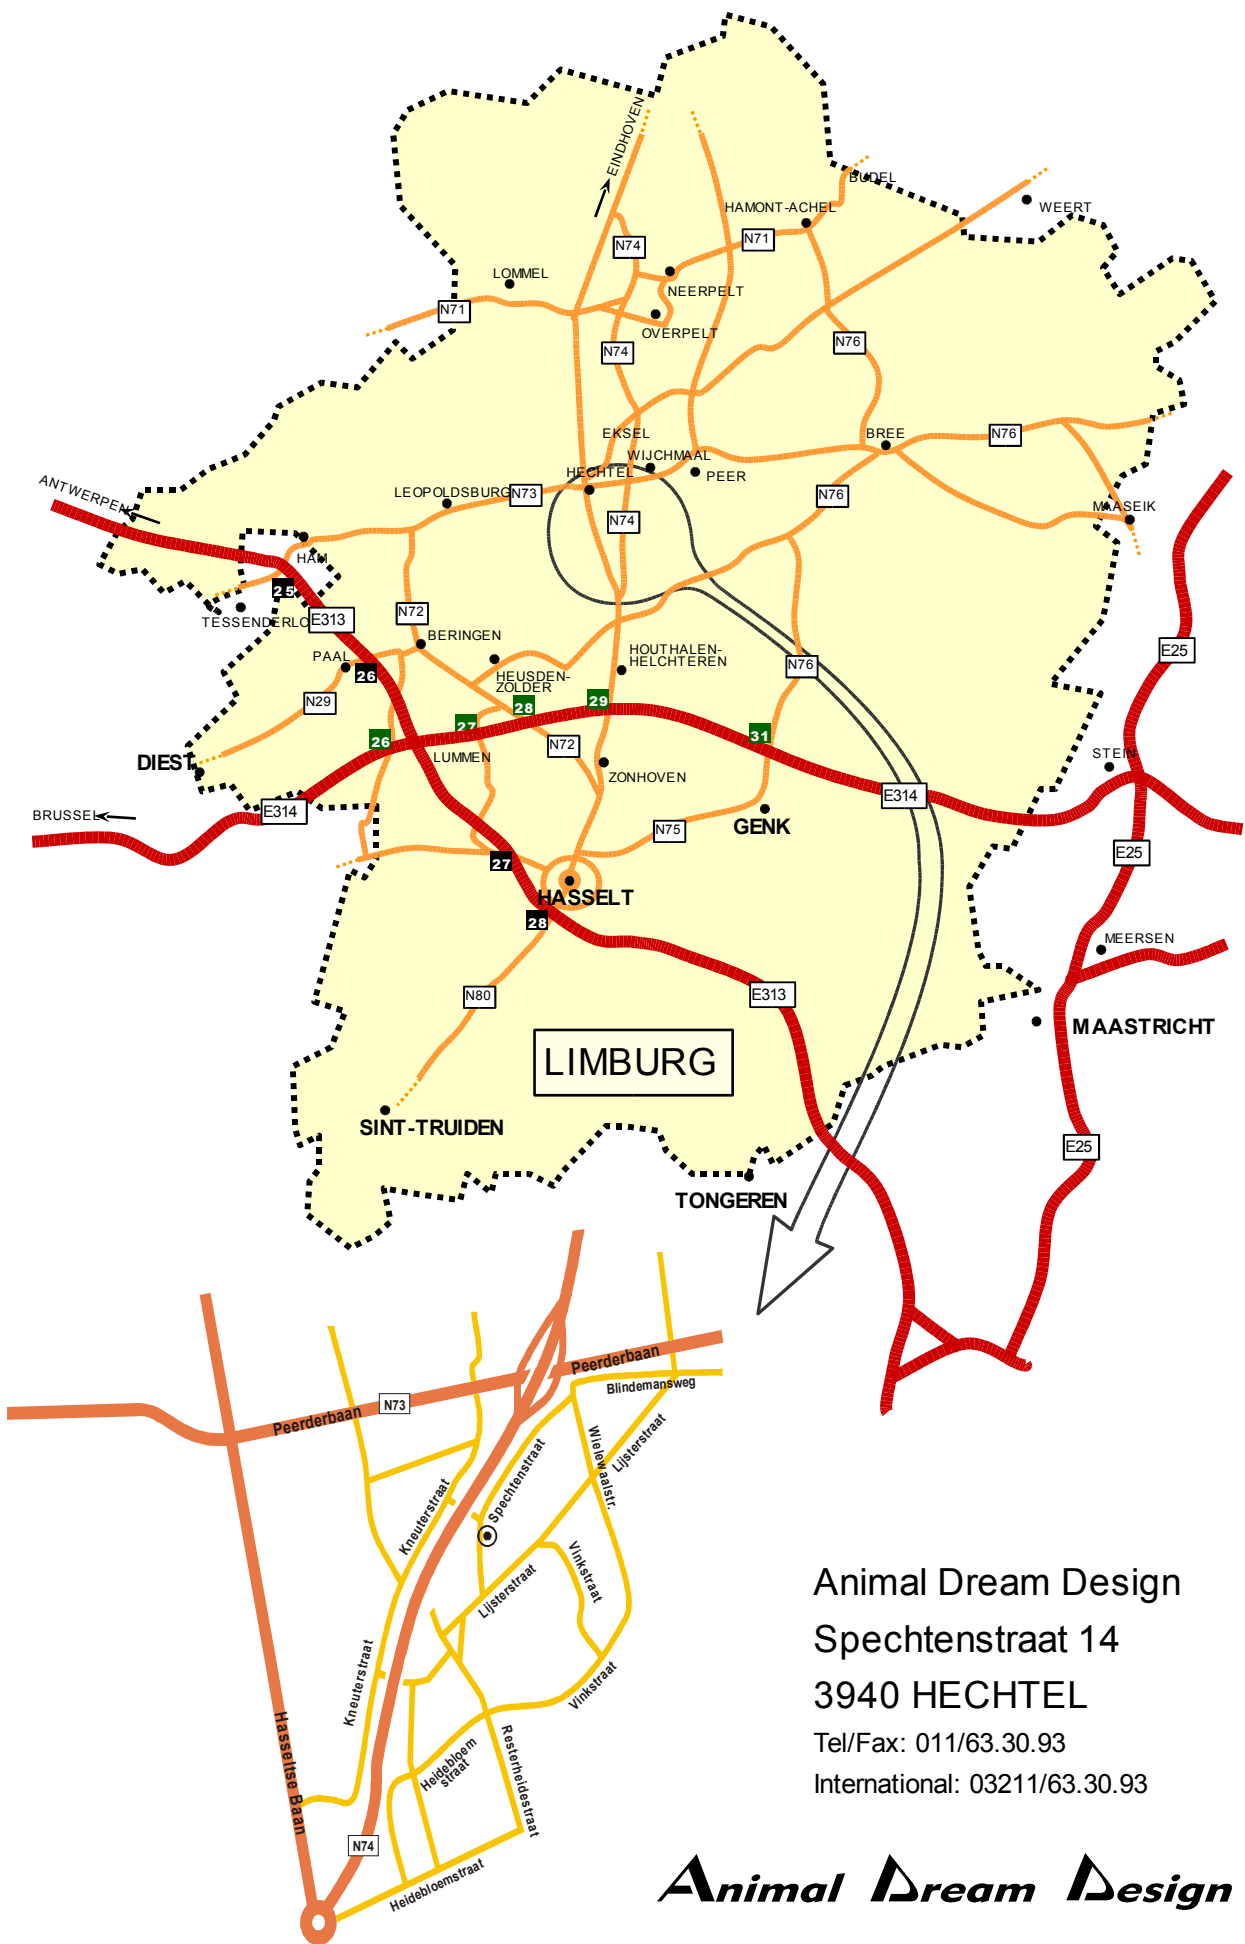 EINDHOVEN
BUDEL
WEERT
HAMONT-ACHEL
N74
N71
LOMMEL
NEERPELT
N71
OVERPELT
N74
N76
EKSEL
BREE
N76
WIJCHMAAL
HECHTEL
PEER
ANTWERPEN
LEOPOLDSBURG
N73
N76
N74
MAASEIK
HAM
25
TESSENDERLO
E313
N72
BERINGEN
PAAL
26
HEUSDEN-
ZOLDER
HOUTHALEN-
HELCHTEREN
N76
E25
N29
28
29
27
26
31
DIEST
LUMMEN
N72
ZONHOVEN
STEIN
BRUSSEL
E314
E314
GENK
N75
E25
27
HASSELT
28
MEERSEN
N80
E313
MAASTRICHT
LIMBURG
SINT-TRUIDEN
E25
TONGEREN
Peerderbaan
Blindemansweg
N73
Peerderbaan
Wielewaalstr.
Lijsterstraat
Spechtenstraat
Kneuterstraat
Vinkstraat
Lijsterstraat
Kneuterstraat
Vinkstraat
Hasseltse Baan
Resterheidestraat
Heidebloem
straat
N74
Heidebloemstraat
Animal Dream Design
Spechtenstraat 14
3940 HECHTEL
Tel/Fax: 011/63.30.93
International: 03211/63.30.93
Animal Dream Design